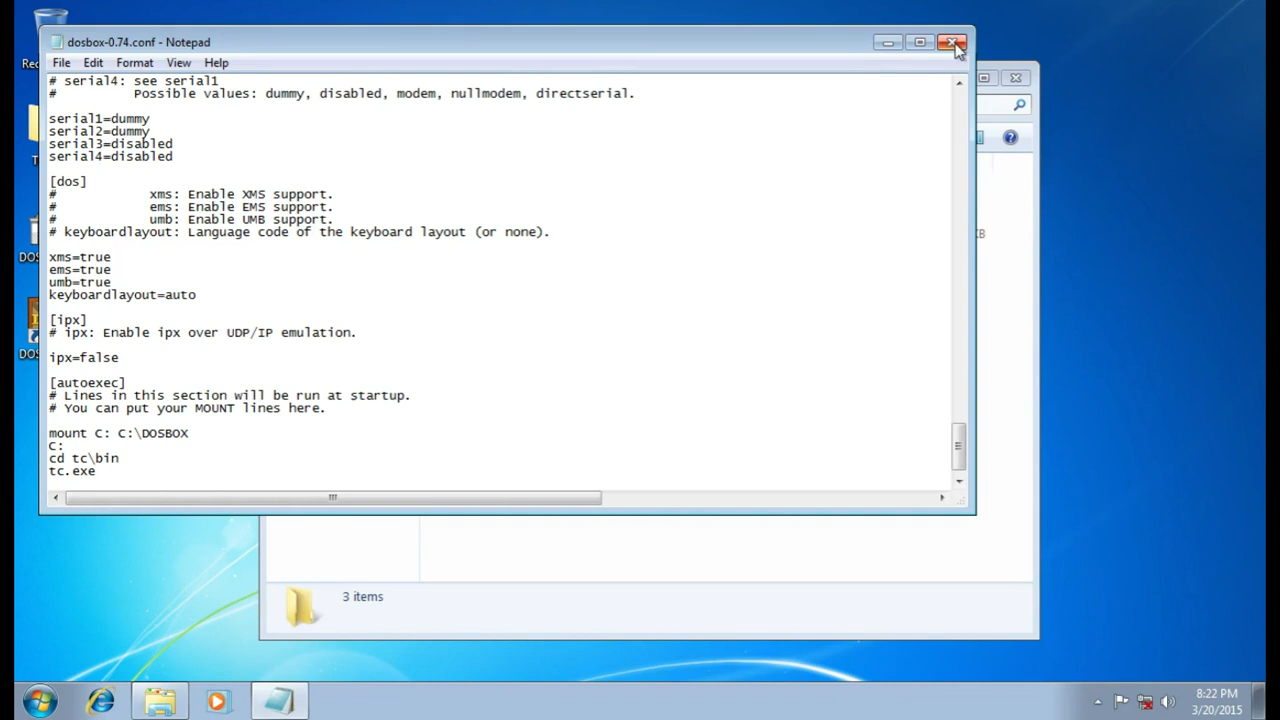 dosbox-0.74.conf - Notepad
File Edit Format View Help
# serial4: see serial1
# Possible values: dummy, disabled, modem, nullmodem, directserial.
serial1=dummy
serial2=dummy
serial3=disabled
serial4=disabled
[dos]
# xms: Enable XMS support.
# ems: Enable EMS support.
# umb: Enable UMB support.
# keyboardlayout: Language code of the keyboard layout (or none).
xms=true
ems=true
umb=true
keyboardlayout=auto
[ipx]
# ipx: Enable ipx over UDP/IP emulation.
ipx=false
[autoexec]
# Lines in this section will be run at startup.
# You can put your MOUNT lines here.
mount C: C:\DOSBOX
C:
cd tc\bin
tc.exe
3 items
8:22 PM
3/20/2015